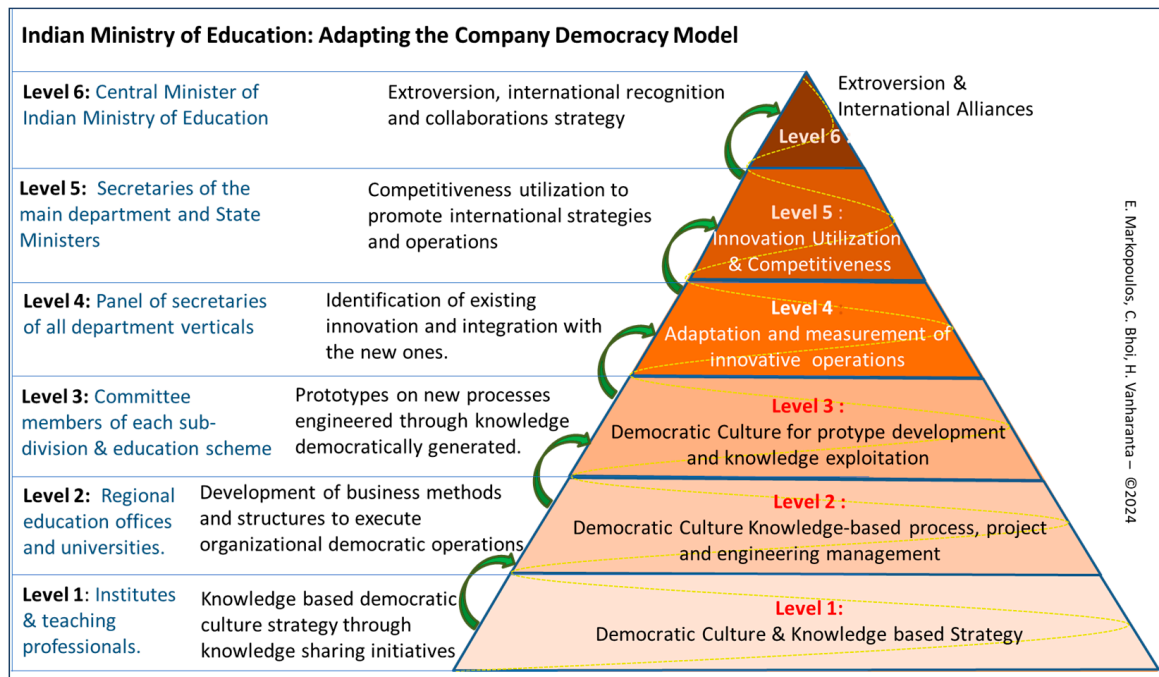 Indian Ministry of Education: Adapting the Company Democracy Model
Level 6: Central Minister of
Indian Ministry of Education
Extroversion, international recognition
and collaborations strategy
Level 6 :
Extroversion &
International Alliances
Level 5: Secretaries of the
main department and State
Ministers
Competitiveness utilization to
promote international strategies
and operations
Level 5 :
Innovation Utilization
& Competitiveness
Level 4: Panel of secretaries
of all department verticals
Identification of existing
innovation and integration with
the new ones.
Level 4 :
Adaptation and measurement of
innovative operations
Level 3: Committee
members of each sub-
division & education scheme
Prototypes on new processes
engineered through knowledge
democratically generated.
Level 3 :
Democratic Culture for protype development
and knowledge exploitation
Level 2: Regional
education offices
and universities.
Development of business methods
and structures to execute
organizational democratic operations
Level 2 :
Democratic Culture Knowledge-based process, project
and engineering management
Level 1: Institutes
& teaching
professionals.
Knowledge based democratic
culture strategy through
knowledge sharing initiatives
Level 1:
Democratic Culture & Knowledge based Strategy
E. Markopoulos, C. Bhoi, H. Vanharanta – ©2024